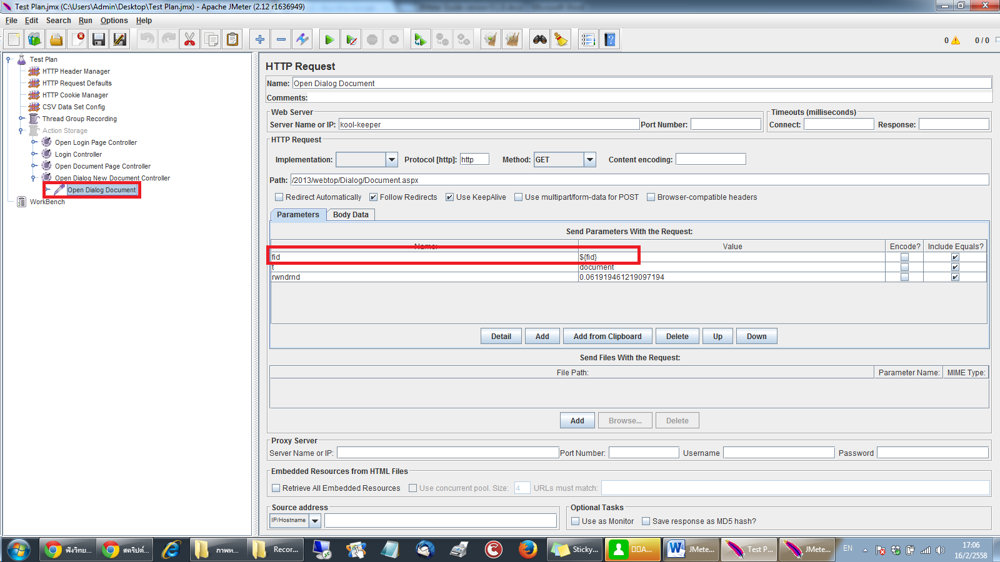 Test Plan.jmx (C:\Users\Admin\Desktop\Test Plan.jmx) - Apache JMeter (2.12 r1636949)
File Edit Search Run Options Help
0 0 / 0
Test Plan
HTTP Header Manager
HTTP Request Defaults
HTTP Cookie Manager
CSV Data Set Config
Thread Group Recording
Action Storage
Open Login Page Controller
Login Controller
Open Document Page Controller
Open Dialog New Document Controller
Open Dialog Document
WorkBench
HTTP Request
Name: Open Dialog Document
Comments:
Web Server
Server Name or IP: kool-keeper Port Number:
Timeouts (milliseconds)
Connect: Response:
HTTP Request
Implementation: Protocol [http]: http Method: GET Content encoding:
Path: /2013/webtop/Dialog/Document.aspx
Redirect Automatically Follow Redirects Use KeepAlive Use multipart/form-data for POST Browser-compatible headers
Parameters Body Data
Send Parameters With the Request:
Name: Value Encode? Include Equals?
fid ${fid}
t document
rwndrnd 0.061919461219097194
Detail Add Add from Clipboard Delete Up Down
Send Files With the Request:
File Path: Parameter Name: MIME Type:
Add Browse... Delete
Proxy Server
Server Name or IP: Port Number: Username Password
Embedded Resources from HTML Files
Retrieve All Embedded Resources Use concurrent pool. Size: 4 URLs must match:
Source address
IP/Hostname
Optional Tasks
Use as Monitor Save response as MD5 hash?
ฟังวิทย... สคริปต์... ภาพห... Recor... Sticky... A... JMete... Test P... JMete... EN 17:06
16/2/2558